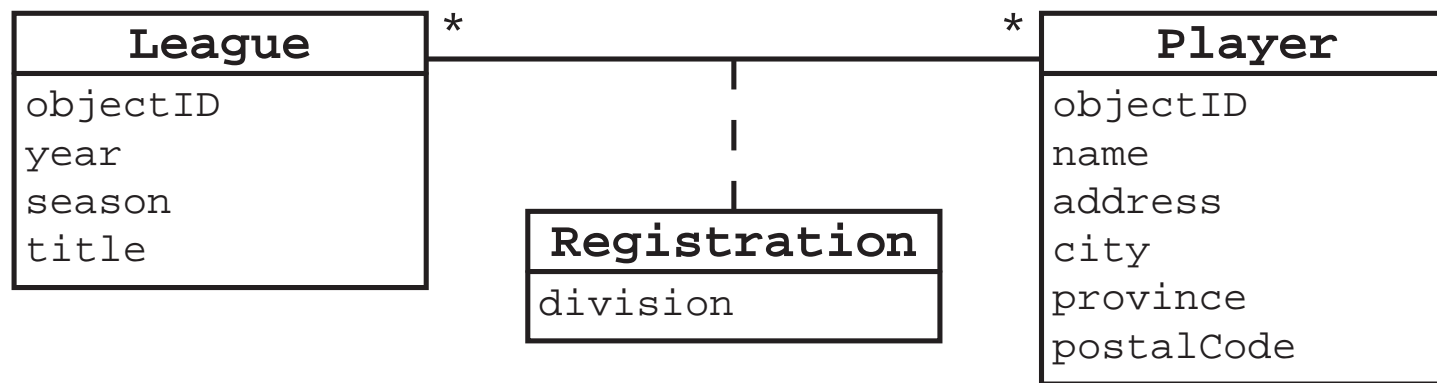 League
objectID
year
season
title
*
*
Registration
division
Player
objectID
name
address
city
province
postalCode